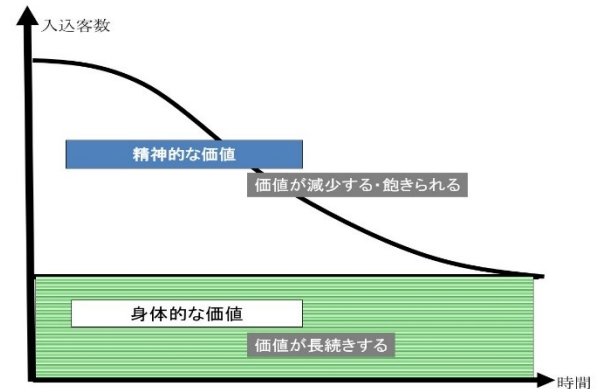 入込客数
精神的な価値
価値が減少する・飽きられる
身体的な価値
価値が長続きする
時間